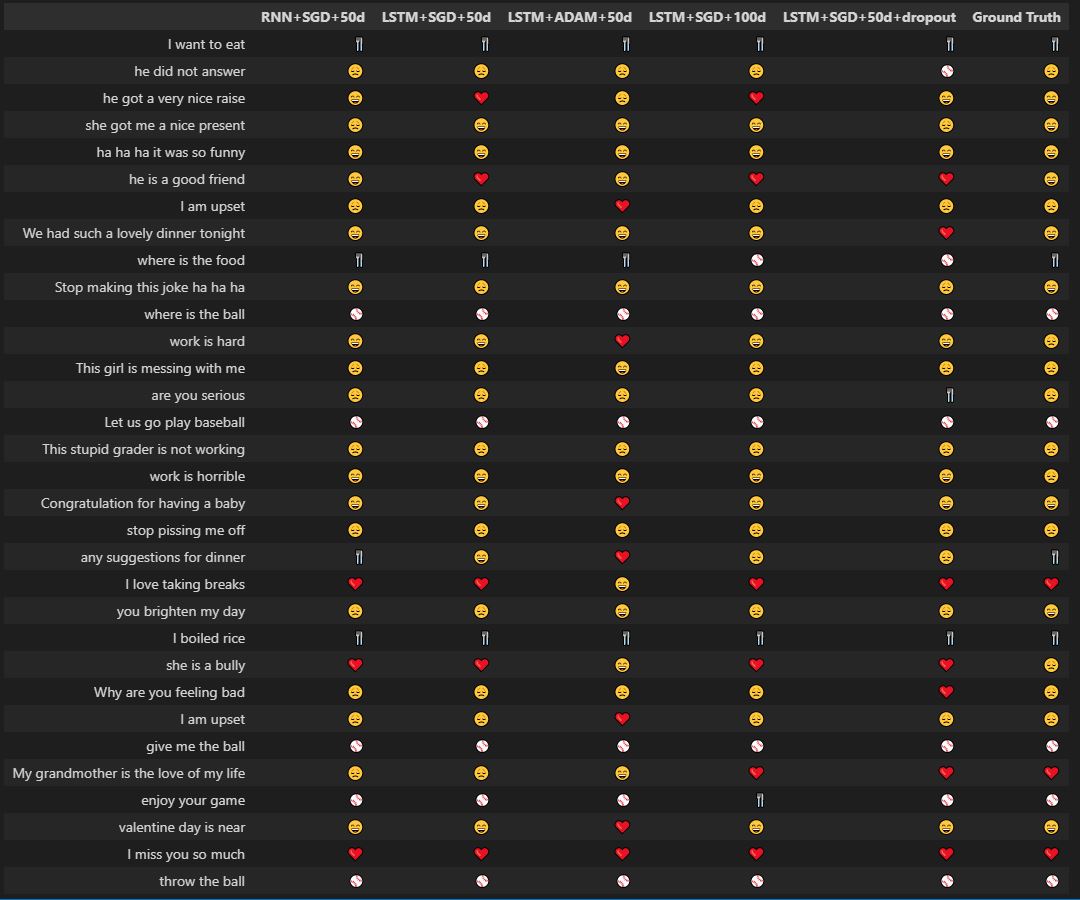 RNN+SGD+50d LSTM+SGD+50d LSTM+ADAM+50d LSTM+SGD+100d LSTM+SGD+50d+dropout Ground Truth
I want to eat 🍴 🍴 🍴 🍴 🍴 🍴
he did not answer 😞 😞 😞 😞 ⚾ 😞
he got a very nice raise 😄 ❤️ 😞 ❤️ 😄 😄
she got me a nice present 😞 😄 😄 😄 😞 😄
ha ha ha it was so funny 😄 😄 😄 😄 😄 😄
he is a good friend 😄 ❤️ 😄 ❤️ ❤️ 😄
I am upset 😞 😞 ❤️ 😞 😞 😞
We had such a lovely dinner tonight 😄 😄 😄 😄 ❤️ 😄
where is the food 🍴 🍴 🍴 ⚾ ⚾ 🍴
Stop making this joke ha ha ha 😄 😞 😄 😄 😞 😄
where is the ball ⚾ ⚾ ⚾ ⚾ ⚾ ⚾
work is hard 😄 😄 ❤️ 😄 😄 😞
This girl is messing with me 😞 😞 😄 😞 😞 😞
are you serious 😞 😞 😞 😞 🍴 😞
Let us go play baseball ⚾ ⚾ ⚾ ⚾ ⚾ ⚾
This stupid grader is not working 😞 😞 😞 😞 😞 😞
work is horrible 😄 😄 😄 😄 😄 😞
Congratulation for having a baby 😄 😄 ❤️ 😄 😄 😄
stop pissing me off 😞 😞 😞 😞 😞 😞
any suggestions for dinner 🍴 😄 ❤️ 😞 😞 🍴
I love taking breaks ❤️ ❤️ 😄 ❤️ ❤️ ❤️
you brighten my day 😞 😞 😄 😞 😞 😄
I boiled rice 🍴 🍴 🍴 🍴 🍴 🍴
she is a bully ❤️ ❤️ 😄 ❤️ ❤️ 😞
Why are you feeling bad 😞 😞 😞 😞 ❤️ 😞
I am upset 😞 😞 ❤️ 😞 😞 😞
give me the ball ⚾ ⚾ ⚾ ⚾ ⚾ ⚾
My grandmother is the love of my life 😞 😞 😄 ❤️ ❤️ ❤️
enjoy your game ⚾ ⚾ ⚾ 🍴 ⚾ ⚾
valentine day is near 😄 😄 ❤️ 😄 😄 😄
I miss you so much ❤️ ❤️ ❤️ ❤️ ❤️ ❤️
throw the ball ⚾ ⚾ ⚾ ⚾ ⚾ ⚾